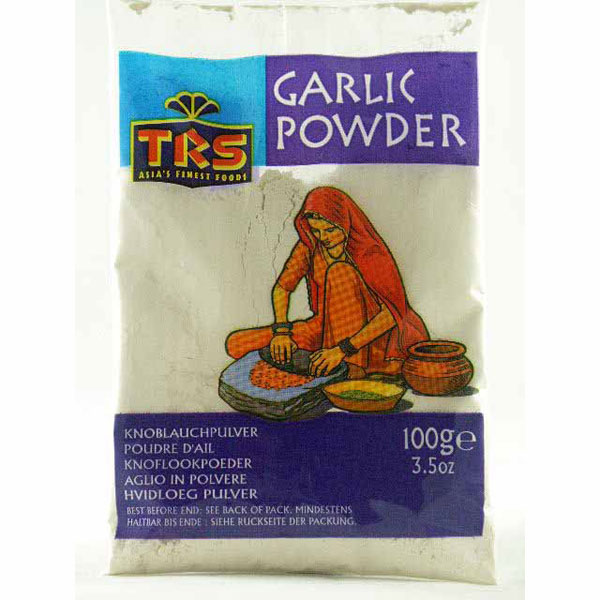 GARLIC
POWDER
TRS
ASIA'S FINEST FOODS
KNOBLAUCHPULVER
POUDRE D'AIL
KNOFLOOKPOEDER
AGLIO IN POLVERE
HVIDLOEG PULVER
100g℮
3.5oz
BEST BEFORE END: SEE BACK OF PACK. MINDESTENS
HALTBAR BIS ENDE : SIEHE RUCKSEITE DER PACKUNG.